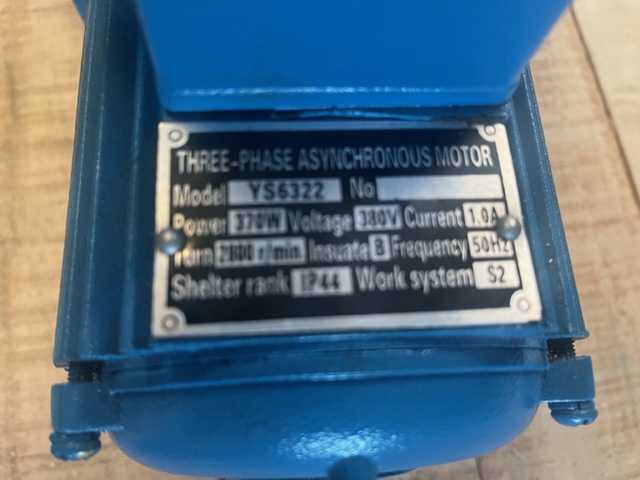 THREE-PHASE ASYNCHRONOUS MOTOR
Model YS6322 No
Power 370W Voltage 380V Current 1.0A
Turn 2800 r/min. Insuate B Frequency 50Hz
Shelter rank IP44 Work system S2